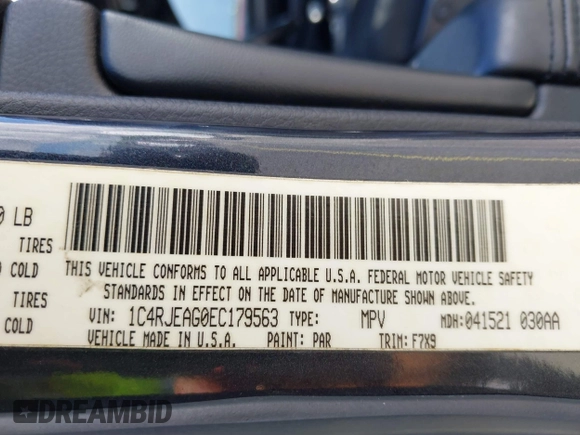 0 LB
TIRES
COLD
TIRES
COLD
THIS VEHICLE CONFORMS TO ALL APPLICABLE U.S.A. FEDERAL MOTOR VEHICLE SAFETY
STANDARDS IN EFFECT ON THE DATE OF MANUFACTURE SHOWN ABOVE.
VIN: 1C4RJEAG0EC179563 TYPE: MPV MDH: 041521 030AA
VEHICLE MADE IN U.S.A. PAINT: PAR TRIM: F7X9
DREAMBID